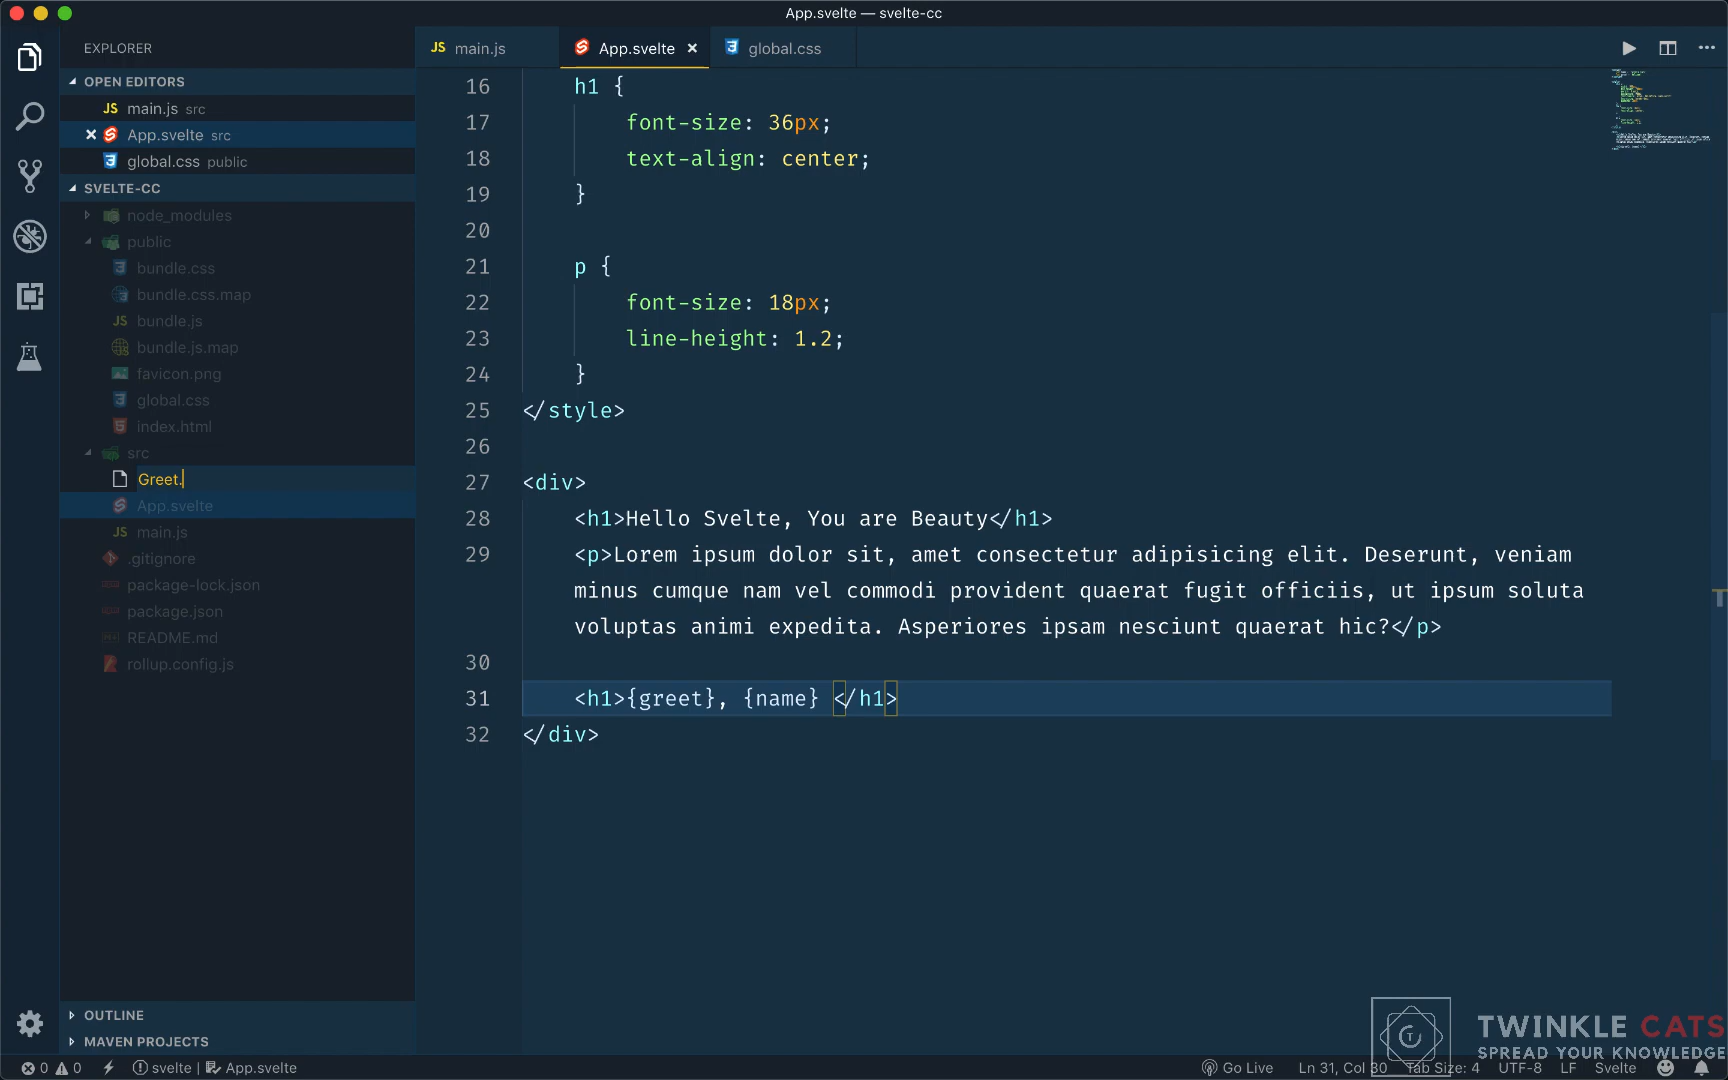 App.svelte — svelte-cc
EXPLORER
OPEN EDITORS
JS main.js src
App.svelte src
global.css public
SVELTE-CC
node_modules
public
bundle.css
bundle.css.map
JS bundle.js
bundle.js.map
favicon.png
global.css
index.html
src
Greet.
App.svelte
JS main.js
.gitignore
package-lock.json
package.json
README.md
rollup.config.js
OUTLINE
MAVEN PROJECTS
JS main.js
App.svelte
global.css
16 h1 {
17 font-size: 36px;
18 text-align: center;
19 }
20
21 p {
22 font-size: 18px;
23 line-height: 1.2;
24 }
25 </style>
26
27 <div>
28 <h1>Hello Svelte, You are Beauty</h1>
29 <p>Lorem ipsum dolor sit, amet consectetur adipisicing elit. Deserunt, veniam
minus cumque nam vel commodi provident quaerat fugit officiis, ut ipsum soluta
voluptas animi expedita. Asperiores ipsam nesciunt quaerat hic?</p>
30
31 <h1>{greet}, {name} </h1>
32 </div>
TWINKLE CATS
SPREAD YOUR KNOWLEDGE
0 0 svelte | App.svelte
Go Live Ln 31, Col 30 Tab Size: 4 UTF-8 LF Svelte